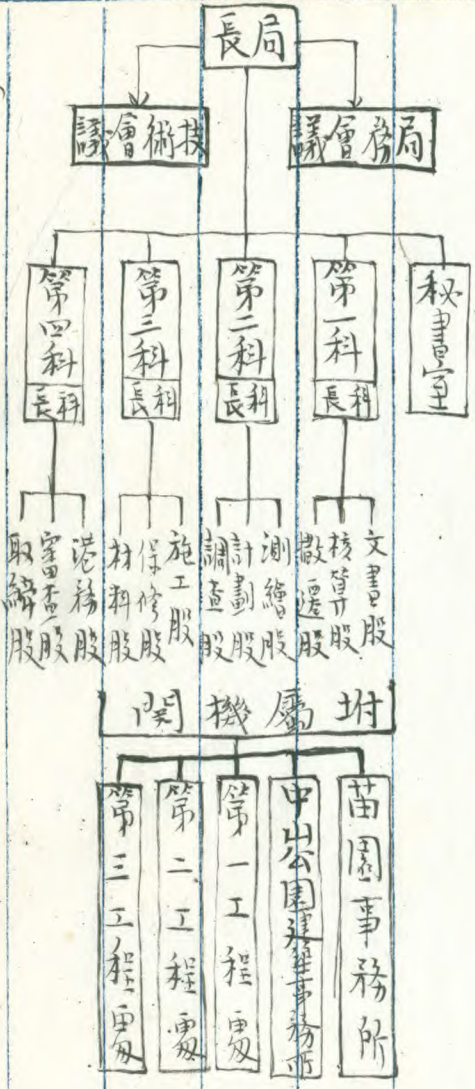 局長
局務會議
技術會議
秘書室
第一科
科長
第二科
科長
第三科
科長
第四科
科長
文書股
核算股
測繪股
計劃股
調查股
施工股
保修股
材料股
港務股
審查股
取締股
坿屬機関
苗圃事務所
中山公園建築事務所
第一工程處
第二工程處
第三工程處